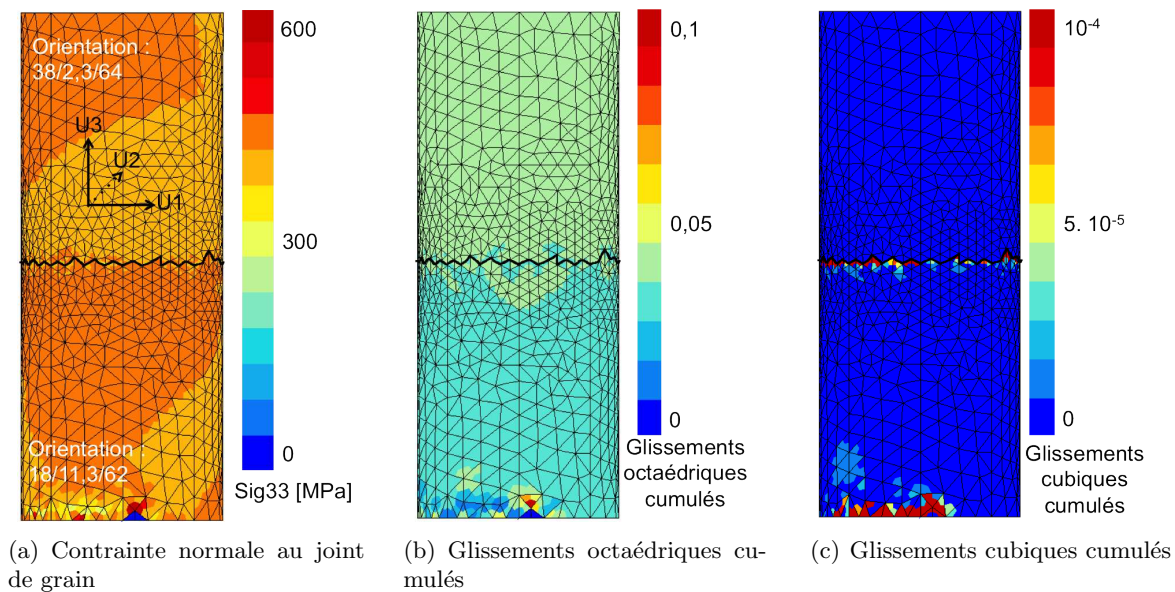 Orientation :
38/2,3/64
U3
U2
U1
Orientation :
18/11,3/62
600
300
0
Sig33 [MPa]
0,1
0,05
0
Glissements
octaédriques
cumulés
10-4
5. 10-5
0
Glissements
cubiques
cumulés
(a) Contrainte normale au joint
de grain
(b) Glissements octaédriques cu-
mulés
(c) Glissements cubiques cumulés